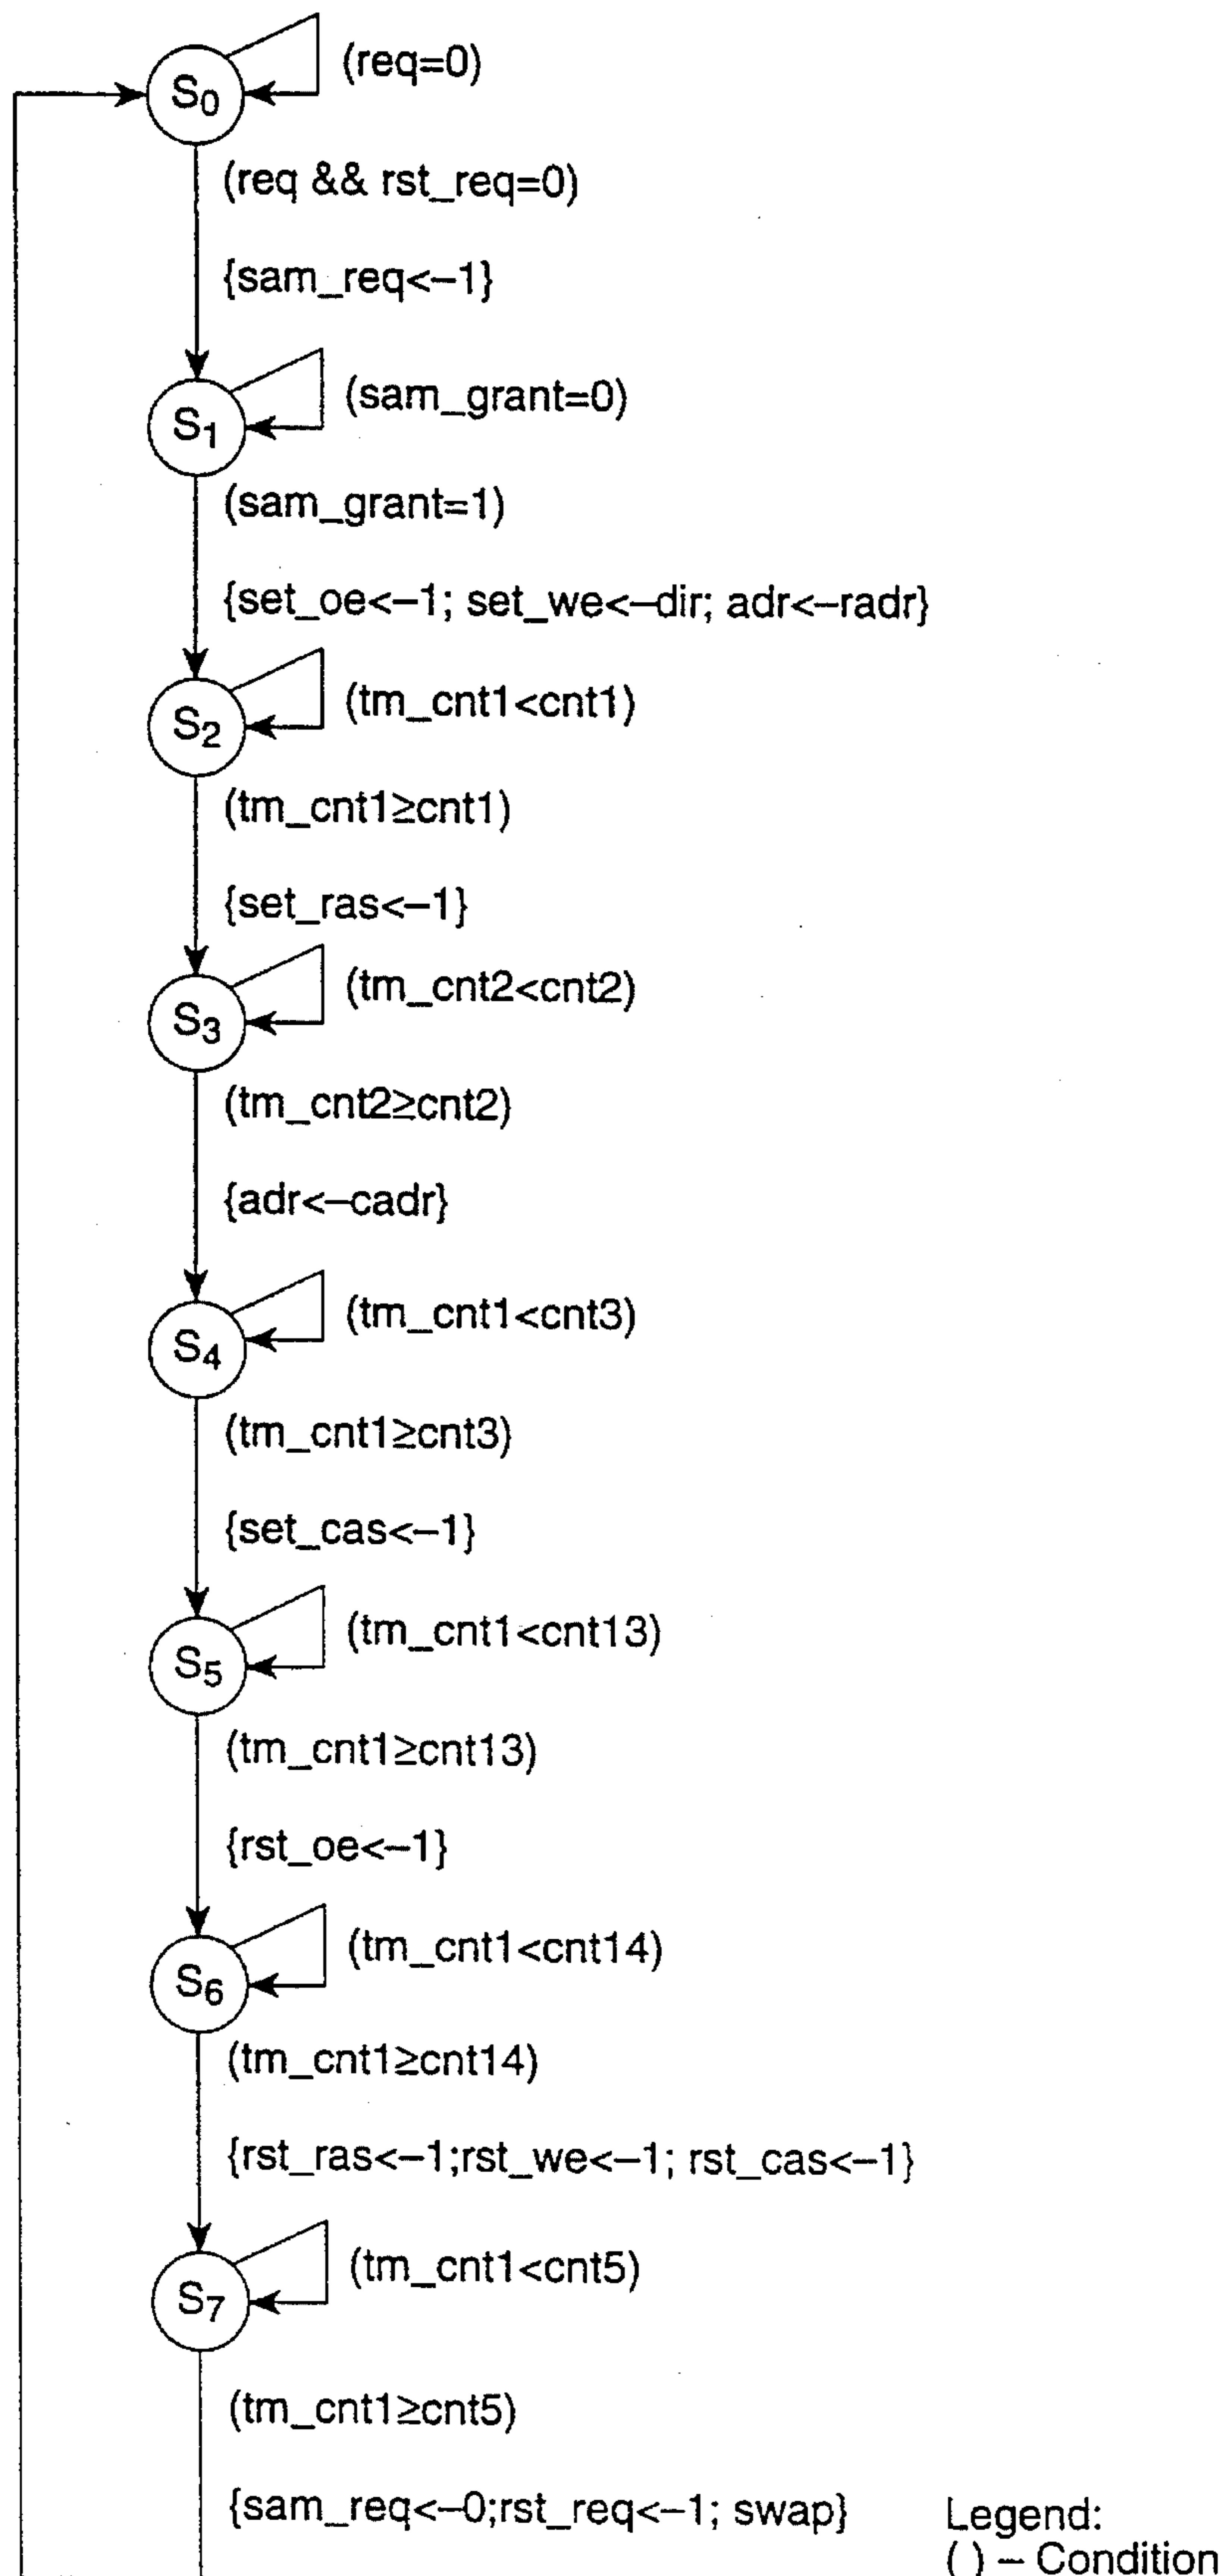 S0
(req=0)
(req && rst_req=0)
{sam_req<–1}
S1
(sam_grant=0)
(sam_grant=1)
{set_oe<–1; set_we<–dir; adr<–radr}
S2
(tm_cnt1<cnt1)
(tm_cnt1≥cnt1)
{set_ras<–1}
S3
(tm_cnt2<cnt2)
(tm_cnt2≥cnt2)
{adr<–cadr}
S4
(tm_cnt1<cnt3)
(tm_cnt1≥cnt3)
{set_cas<–1}
S5
(tm_cnt1<cnt13)
(tm_cnt1≥cnt13)
{rst_oe<–1}
S6
(tm_cnt1<cnt14)
(tm_cnt1≥cnt14)
{rst_ras<–1;rst_we<–1; rst_cas<–1}
S7
(tm_cnt1<cnt5)
(tm_cnt1≥cnt5)
{sam_req<–0;rst_req<–1; swap}
Legend:
( ) – Condition